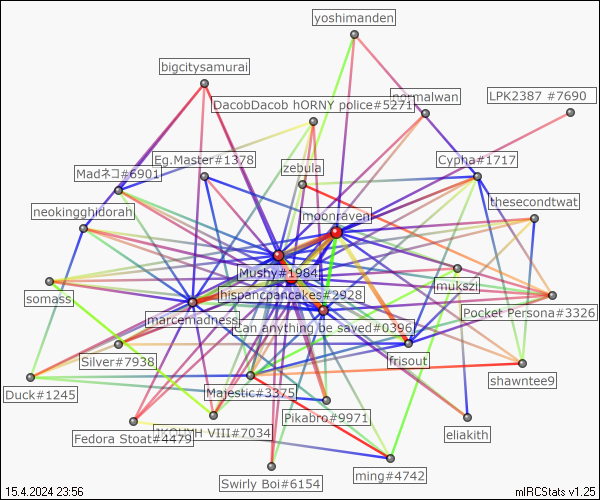 yoshimanden
bigcitysamurai
LPK2387 #7690
normalwan
DacobDacob hORNY police#5271
Eg.Master#1378
Cypha#1717
zebula
Madネコ#6901
thesecondtwat
neokingghidorah
moonraven
Mushy#1984
mukszi
hispancpancakes#2928
somass
Pocket Persona#3326
marcemadness
Can anything be saved#0396
Silver#7938
frisout
shawntee9
Duck#1245
Majestic#3375
Pikabro#9971
VIII#7034
eliakith
Fedora Stoat#4479
ming#4742
Swirly Boi#6154
15.4.2024 23:56
mIRCStats v1.25